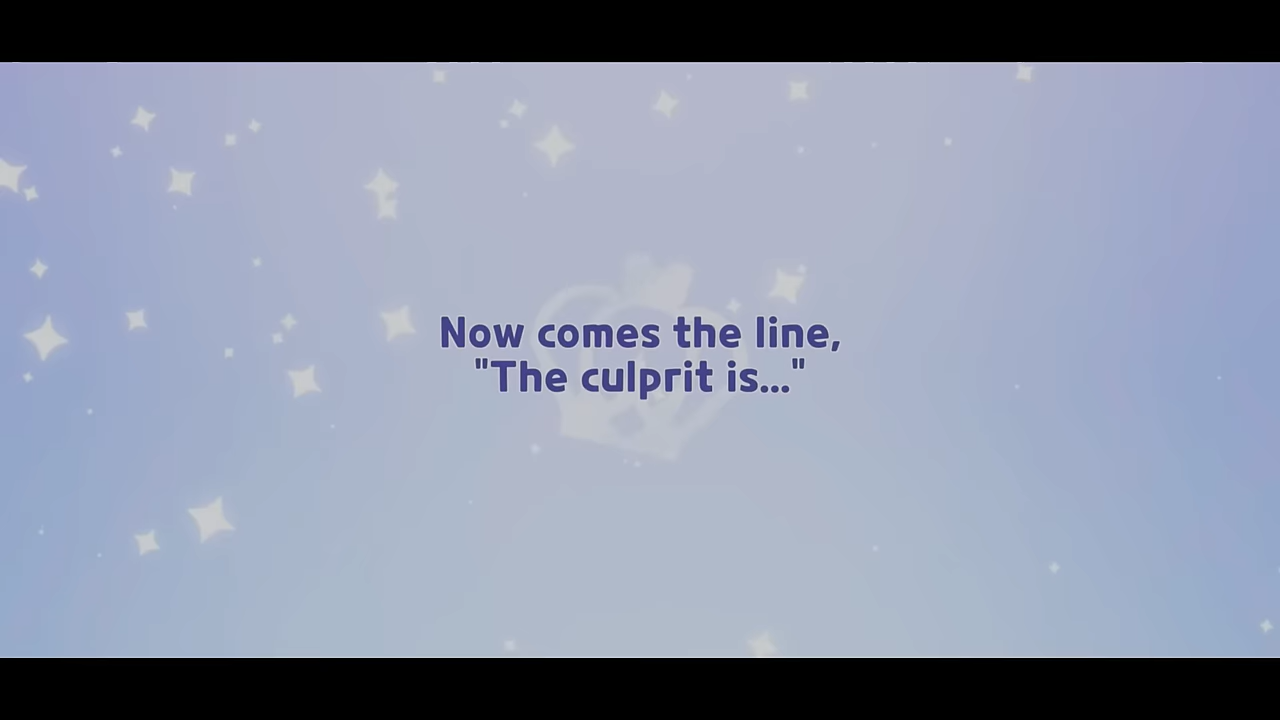 Now comes the line,
"The culprit is..."